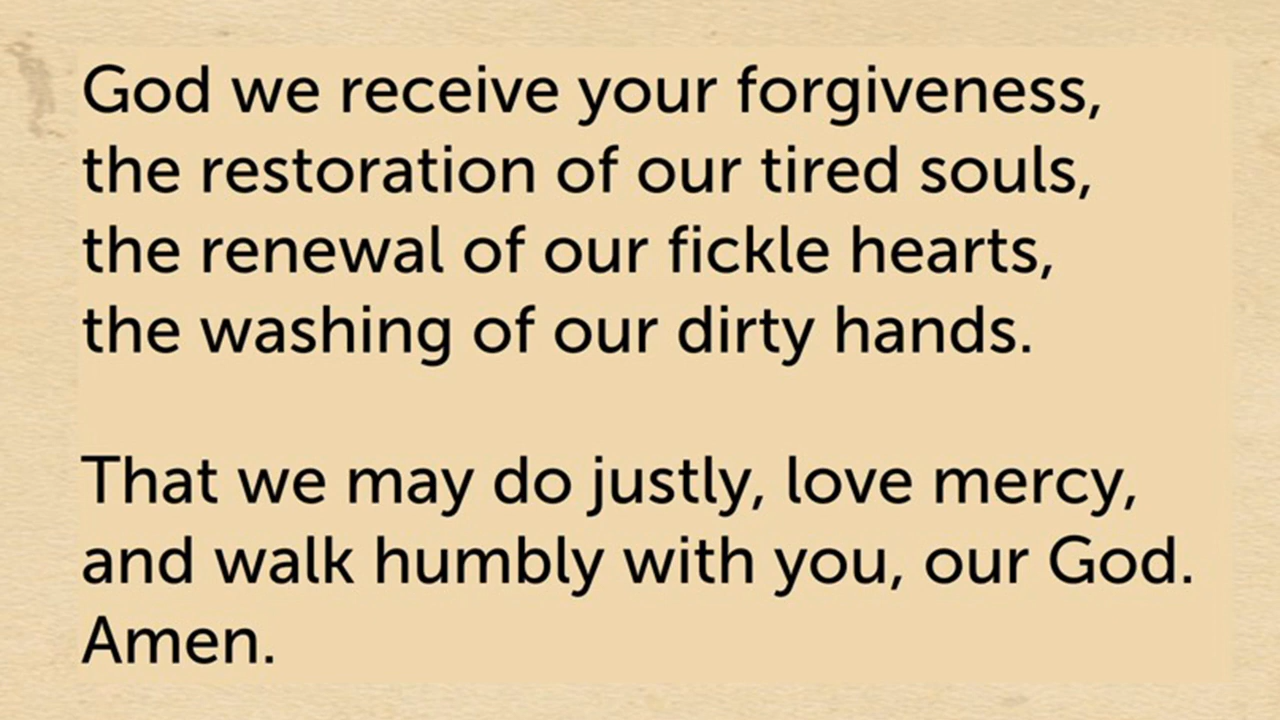 God we receive your forgiveness,
the restoration of our tired souls,
the renewal of our fickle hearts,
the washing of our dirty hands.
That we may do justly, love mercy,
and walk humbly with you, our God.
Amen.